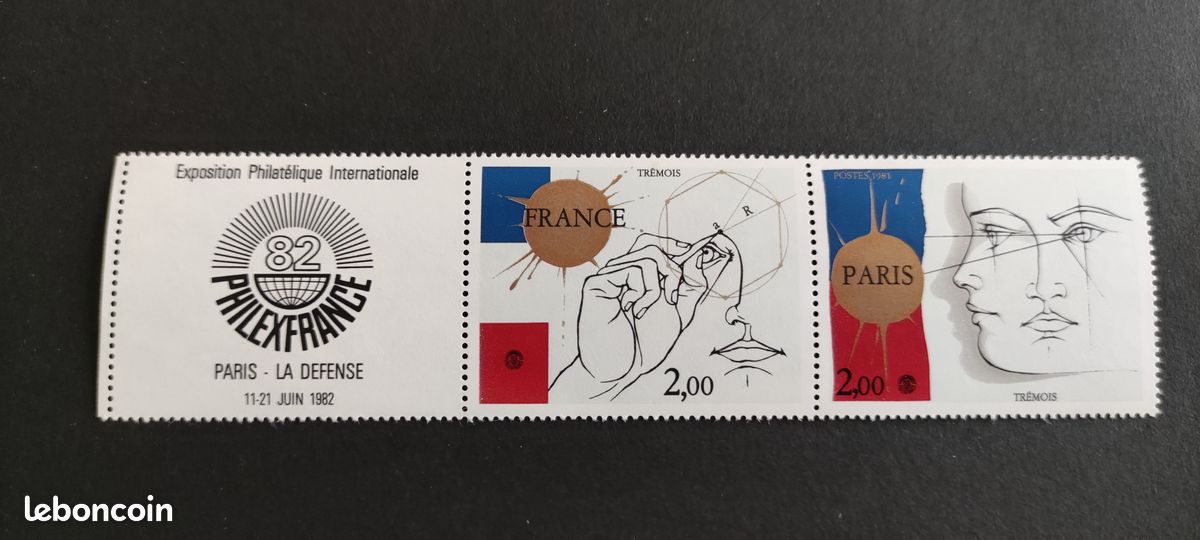 Exposition Philatélique Internationale
82
PHILEXFRANCE
PARIS - LA DEFENSE
11-21 JUIN 1982
TRÉMOIS
FRANCE
a
R
2,00
POSTES 1981
PARIS
2,00
TRÉMOIS
leboncoin